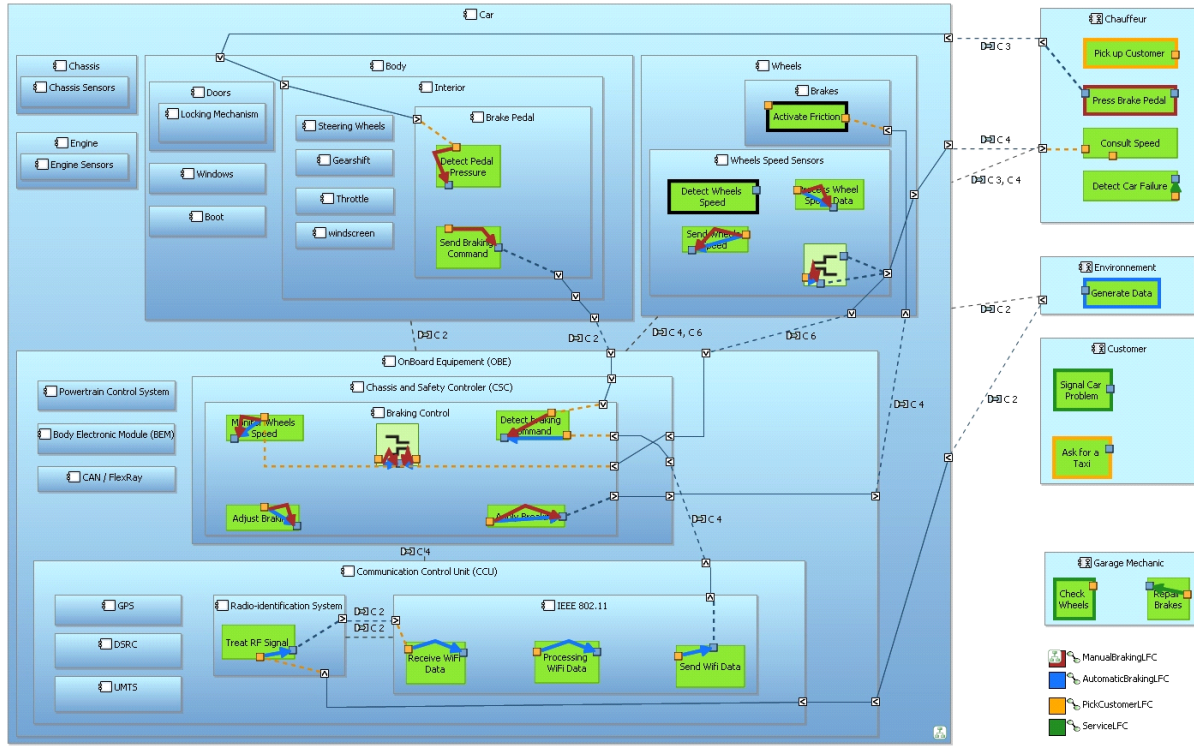 Car
Chassis
Chassis Sensors
Engine
Engine Sensors
Body
Doors
Locking Mechanism
Windows
Boot
Interior
Steering Wheels
Gearshift
Throttle
windscreen
Brake Pedal
Detect Pedal
Pressure
Send Braking
Command
Wheels
Brakes
Activate Friction
Wheels Speed Sensors
Detect Wheels
Speed
Process Wheel
Speed Data
Send Wheels
Speed
C 3
C 4
C 3, C 4
C 2
C 2
C 4, C 6
C 6
C 2
C 2
C 4
OnBoard Equipement (OBE)
Powertrain Control System
Body Electronic Module (BEM)
CAN / FlexRay
Chassis and Safety Controler (CSC)
Braking Control
Monitor Wheels
Speed
Detect Braking
Command
Adjust Braking
C 4
C 4
Communication Control Unit (CCU)
GPS
DSRC
UMTS
Radio-identification System
Treat RF Signal
C 2
C 2
IEEE 802.11
Receive WiFi
Data
Processing
WiFi Data
Send Wifi Data
Chauffeur
Pick up Customer
Press Brake Pedal
Consult Speed
Detect Car Failure
Environnement
Generate Data
Customer
Signal Car
Problem
Ask for a
Taxi
Garage Mechanic
Check
Wheels
Repair
Brakes
ManualBrakingLFC
AutomaticBrakingLFC
PickCustomerLFC
ServiceLFC